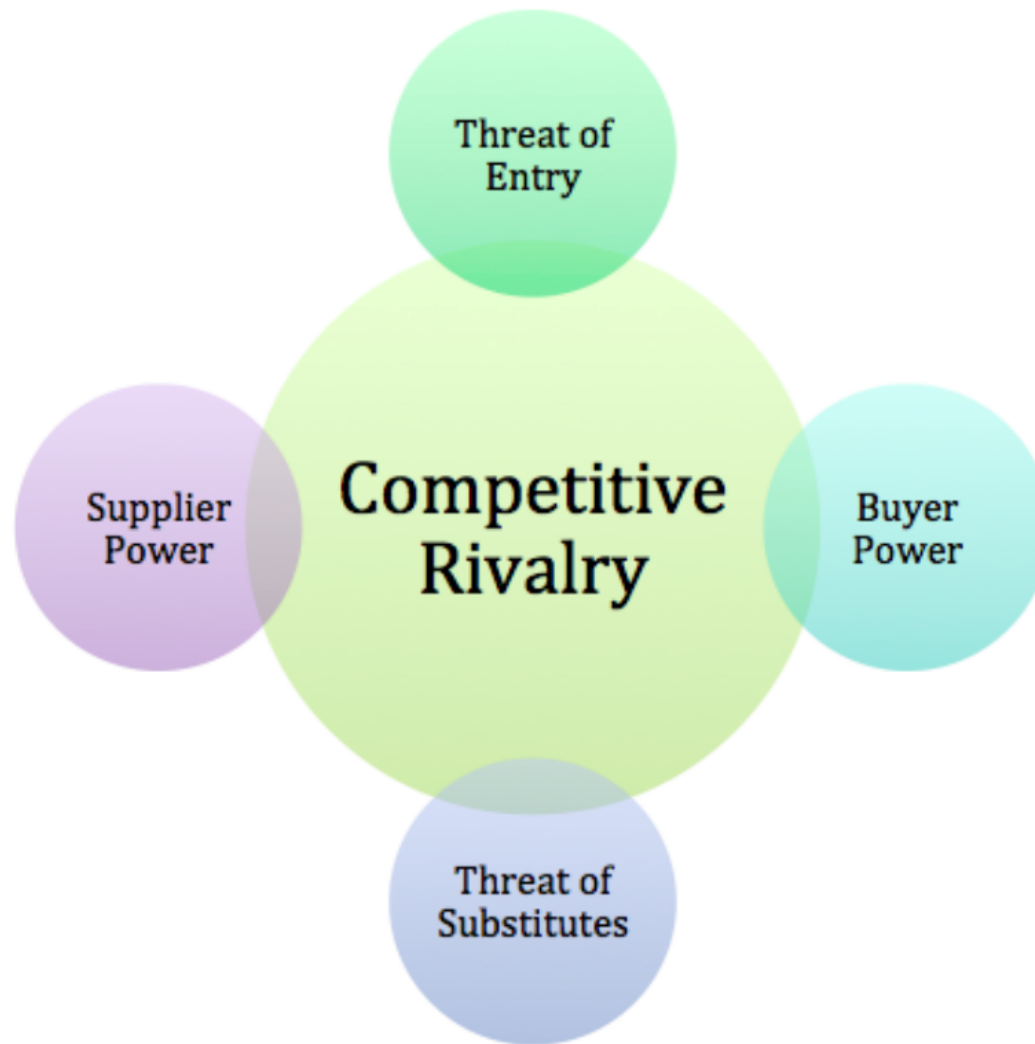 Threat of
Entry
Supplier
Power
Competitive
Rivalry
Buyer
Power
Threat of
Substitutes